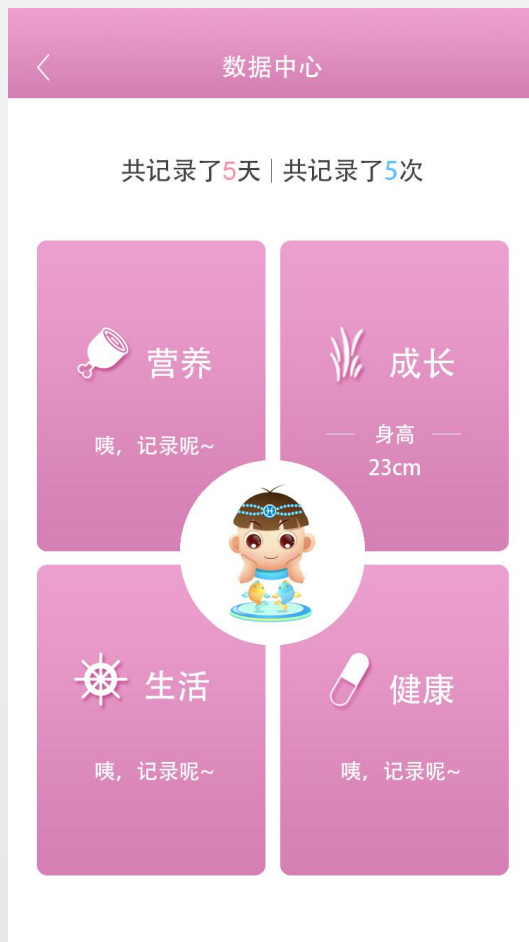 数据中心
共记录了5天|共记录了5次
营养
咦，记录呢~
成长
身高
23cm
生活
咦，记录呢~
健康
咦，记录呢~